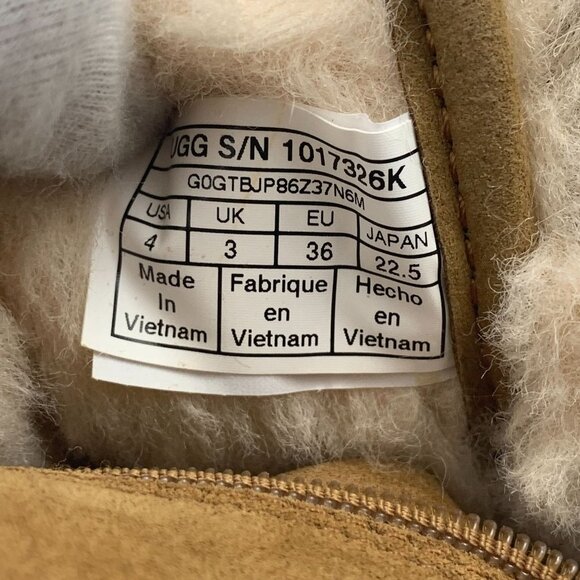 UGG S/N 1017326K
G0GTBJP86Z37N6M
USA UK EU JAPAN
4 3 36 22.5
Made In Vietnam
Fabrique en Vietnam
Hecho en Vietnam